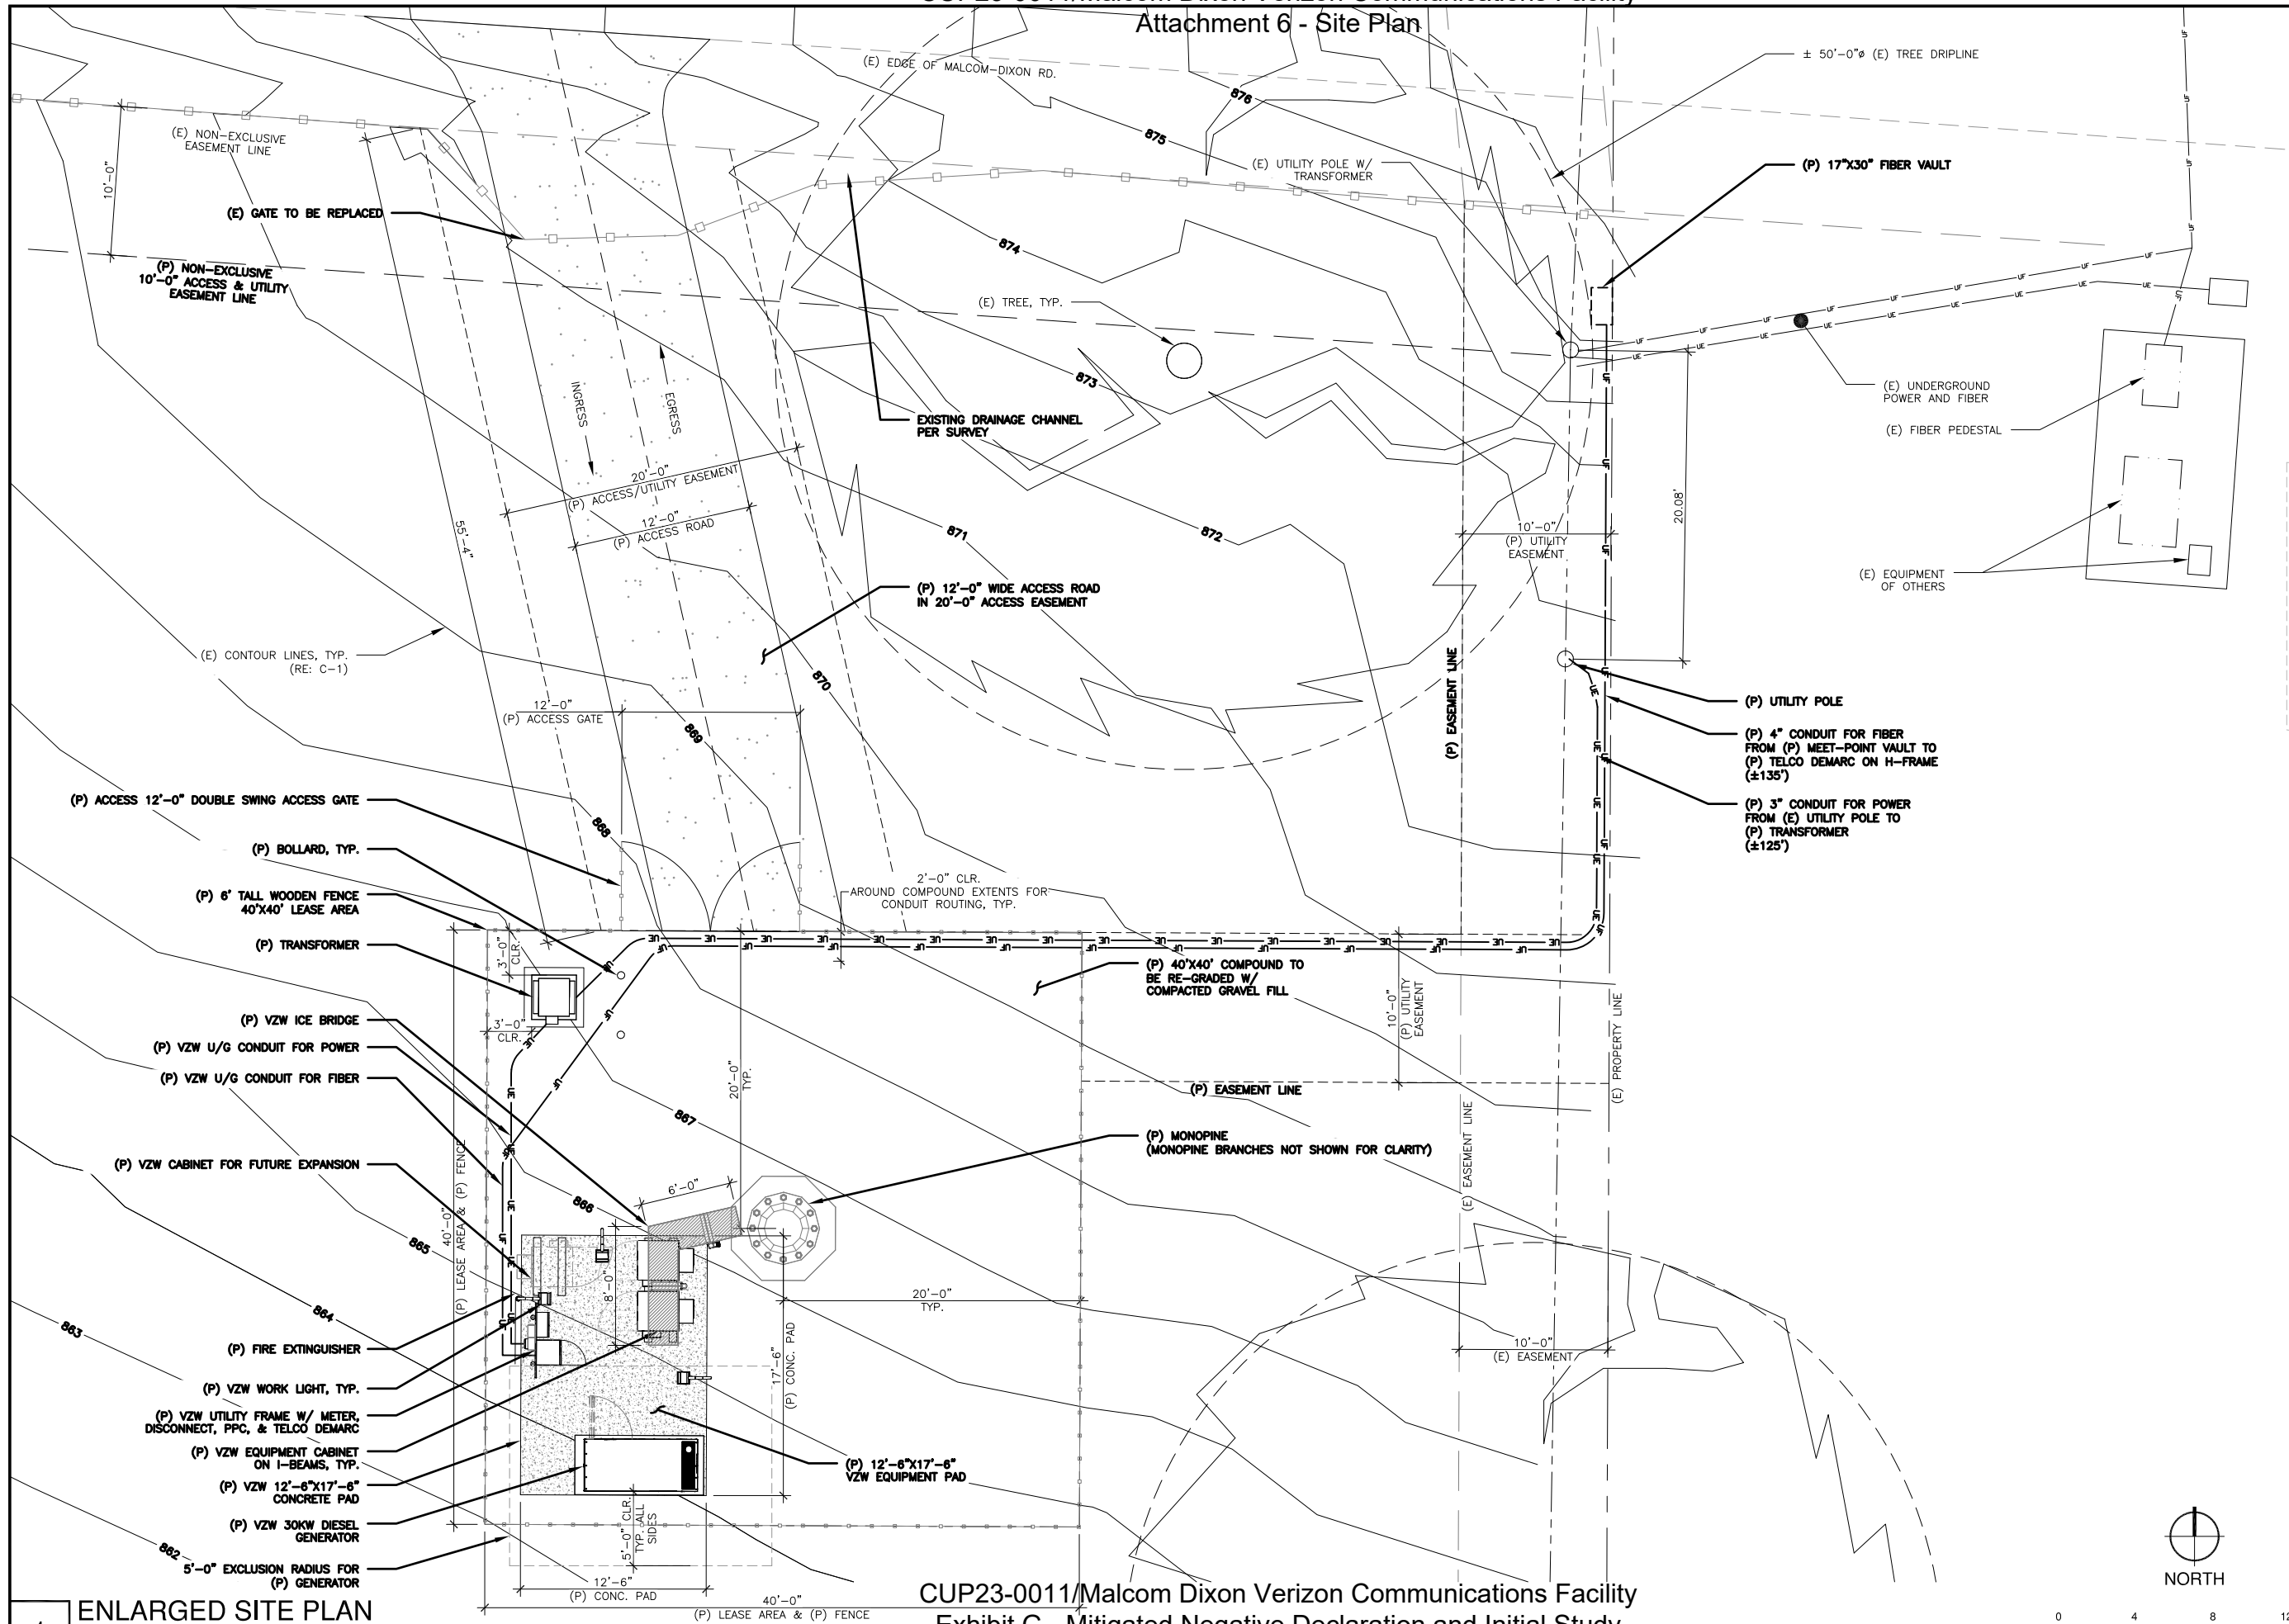 Attachment 6 - Site Plan
(E) EDGE OF MALCOM-DIXON RD.
± 50'-0"ø (E) TREE DRIPLINE
876
875
(E) NON-EXCLUSIVE
EASEMENT LINE
10'-0"
(E) UTILITY POLE W/
TRANSFORMER
(P) 17"X30" FIBER VAULT
(E) GATE TO BE REPLACED
874
(P) NON-EXCLUSIVE
10'-0" ACCESS & UTILITY
EASEMENT LINE
(E) TREE, TYP.
873
INGRESS
EGRESS
EXISTING DRAINAGE CHANNEL
PER SURVEY
(E) UNDERGROUND
POWER AND FIBER
(E) FIBER PEDESTAL
20'-0"
(P) ACCESS/UTILITY EASEMENT
12'-0"
(P) ACCESS ROAD
55'-4"
871
872
10'-0"
(P) UTILITY
EASEMENT
20.08'
(E) EQUIPMENT
OF OTHERS
(P) 12'-0" WIDE ACCESS ROAD
IN 20'-0" ACCESS EASEMENT
(E) CONTOUR LINES, TYP.
(RE: C-1)
870
(P) EASEMENT LINE
12'-0"
(P) ACCESS GATE
869
(P) UTILITY POLE
(P) 4" CONDUIT FOR FIBER
FROM (P) MEET-POINT VAULT TO
(P) TELCO DEMARC ON H-FRAME
(±135')
(P) 3" CONDUIT FOR POWER
FROM (E) UTILITY POLE TO
(P) TRANSFORMER
(±125')
(P) ACCESS 12'-0" DOUBLE SWING ACCESS GATE
868
(P) BOLLARD, TYP.
2'-0" CLR.
AROUND COMPOUND EXTENTS FOR
CONDUIT ROUTING, TYP.
(P) 6' TALL WOODEN FENCE
40'X40' LEASE AREA
(P) TRANSFORMER
3'-0"
CLR.
(P) 40'X40' COMPOUND TO
BE RE-GRADED W/
COMPACTED GRAVEL FILL
10'-0"
(P) UTILITY
EASEMENT
(E) PROPERTY LINE
(P) VZW ICE BRIDGE
3'-0"
CLR.
(P) VZW U/G CONDUIT FOR POWER
(P) VZW U/G CONDUIT FOR FIBER
20'-0"
TYP.
(P) EASEMENT LINE
867
(E) EASEMENT LINE
(P) MONOPINE
(MONOPINE BRANCHES NOT SHOWN FOR CLARITY)
(P) VZW CABINET FOR FUTURE EXPANSION
40'-0"
(P) LEASE AREA & (P) FENCE
6'-0"
866
865
8'-0"
20'-0"
TYP.
864
863
(P) FIRE EXTINGUISHER
17'-6"
(P) CONC. PAD
10'-0"
(E) EASEMENT
(P) VZW WORK LIGHT, TYP.
(P) VZW UTILITY FRAME W/ METER,
DISCONNECT, PPC, & TELCO DEMARC
(P) VZW EQUIPMENT CABINET
ON I-BEAMS, TYP.
(P) 12'-6"X17'-6"
VZW EQUIPMENT PAD
(P) VZW 12'-6"X17'-6"
CONCRETE PAD
(P) VZW 30KW DIESEL
GENERATOR
5'-0" CLR.
TYP. ALL
SIDES
862
5'-0" EXCLUSION RADIUS FOR
(P) GENERATOR
12'-6"
(P) CONC. PAD
40'-0"
(P) LEASE AREA & (P) FENCE
NORTH
CUP23-0011/Malcom Dixon Verizon Communications Facility
ENLARGED SITE PLAN
0 4 8